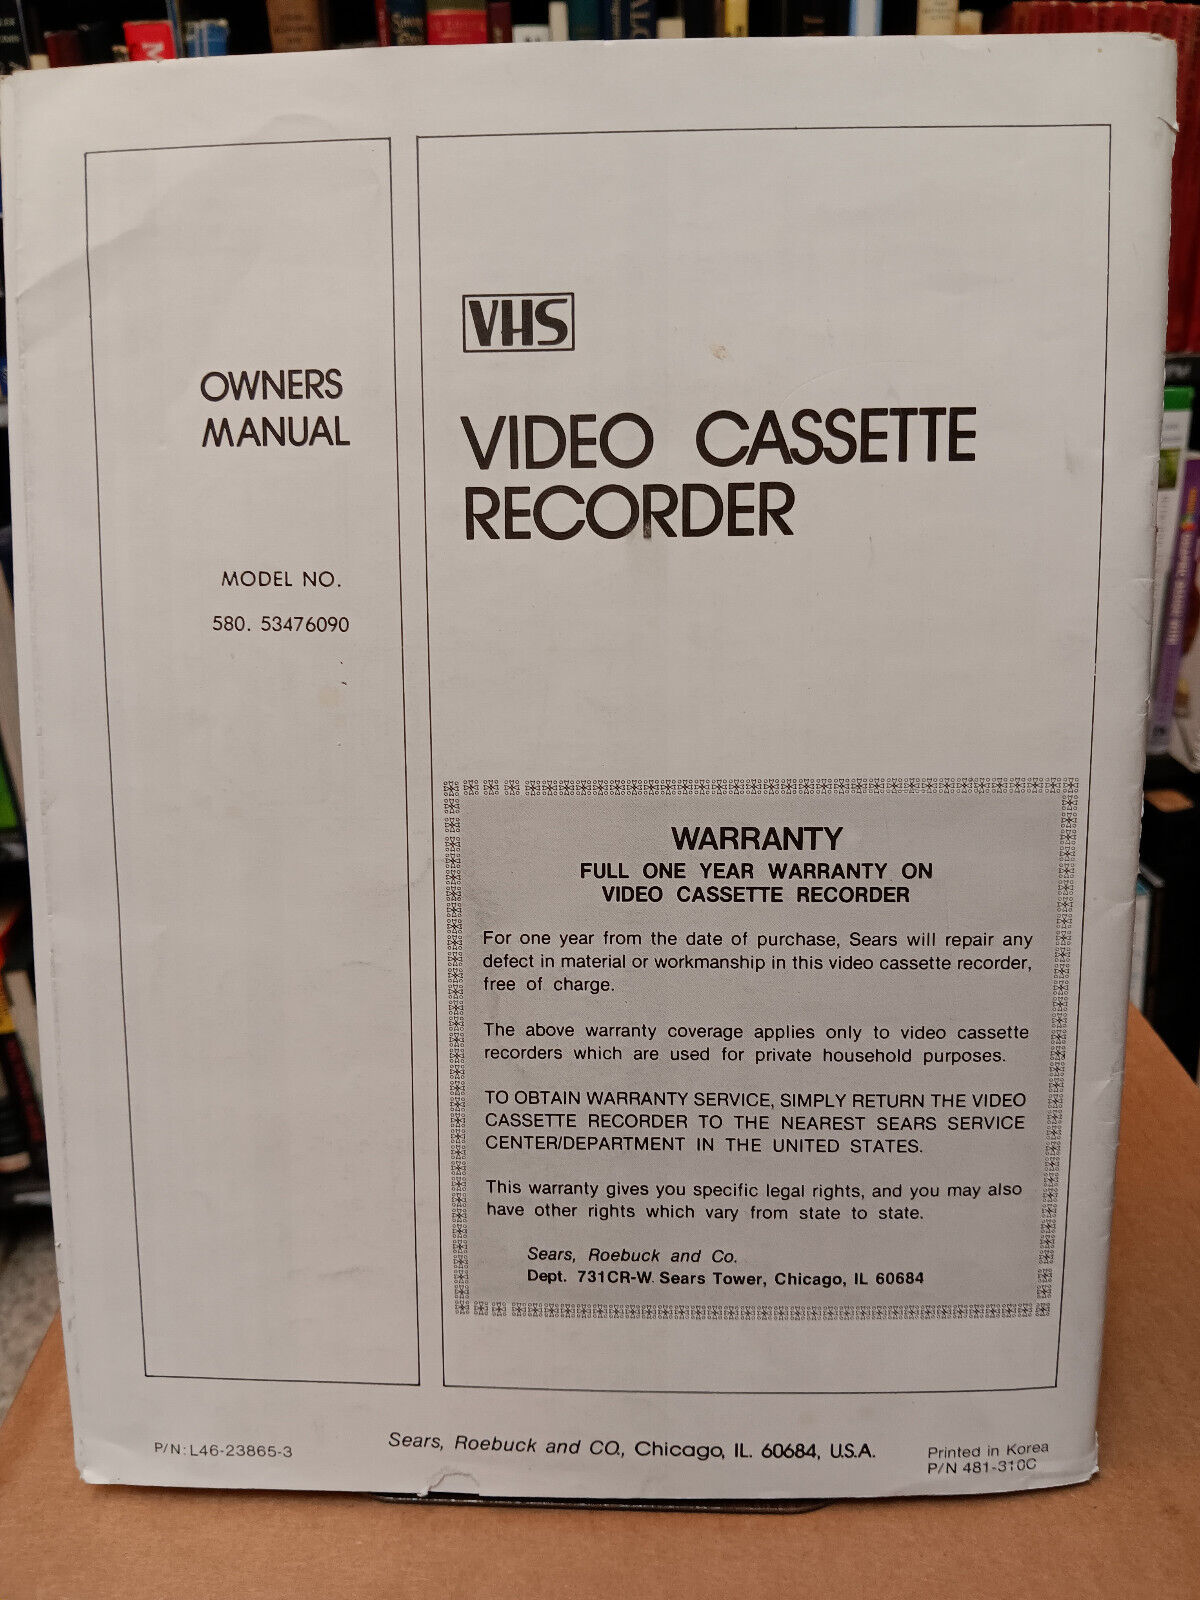 OWNERS
MANUAL
MODEL NO.
580. 53476090
VHS
VIDEO CASSETTE
RECORDER
WARRANTY
FULL ONE YEAR WARRANTY ON
VIDEO CASSETTE RECORDER
For one year from the date of purchase, Sears will repair any
defect in material or workmanship in this video cassette recorder,
free of charge.
The above warranty coverage applies only to video cassette
recorders which are used for private household purposes.
TO OBTAIN WARRANTY SERVICE, SIMPLY RETURN THE VIDEO
CASSETTE RECORDER TO THE NEAREST SEARS SERVICE
CENTER/DEPARTMENT IN THE UNITED STATES.
This warranty gives you specific legal rights, and you may also
have other rights which vary from state to state.
Sears, Roebuck and Co.
Dept. 731CR-W. Sears Tower, Chicago, IL 60684
P/N: L46-23865-3
Sears, Roebuck and CO., Chicago, IL. 60684, U.S.A.
Printed in Korea
P/N 481-310C